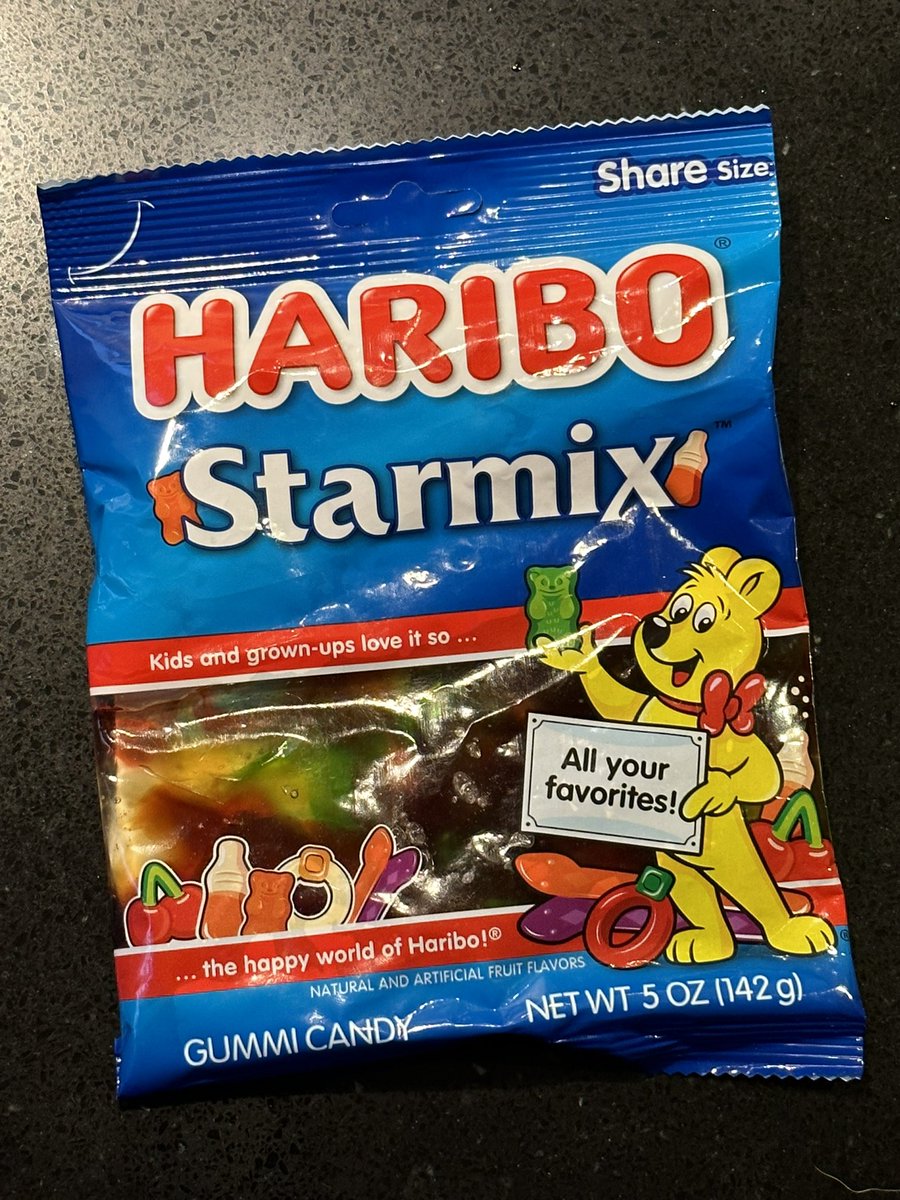 Share Size
HARIBO®
Starmix™
Kids and grown-ups love it so ...
All your
favorites!
... the happy world of Haribo!®
NATURAL AND ARTIFICIAL FRUIT FLAVORS
NET WT 5 OZ (142 g)
GUMMI CANDY
®